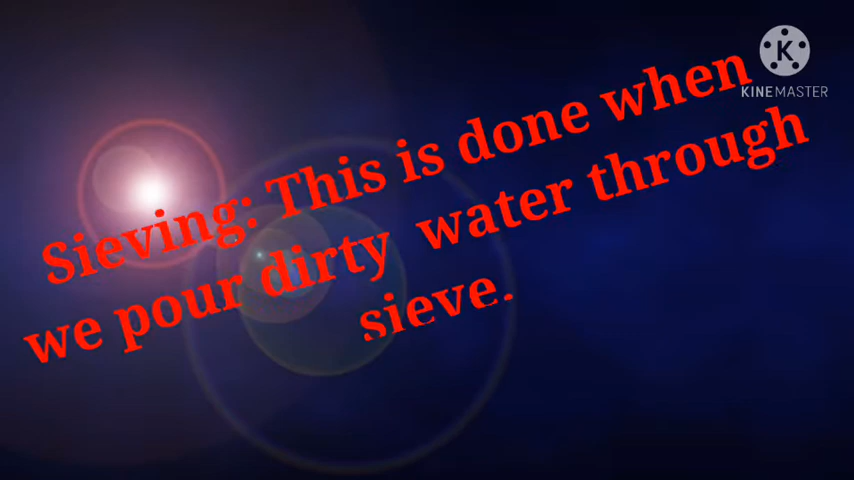 KINEMASTER
Sieving: This is done when
we pour dirty water through
sieve.